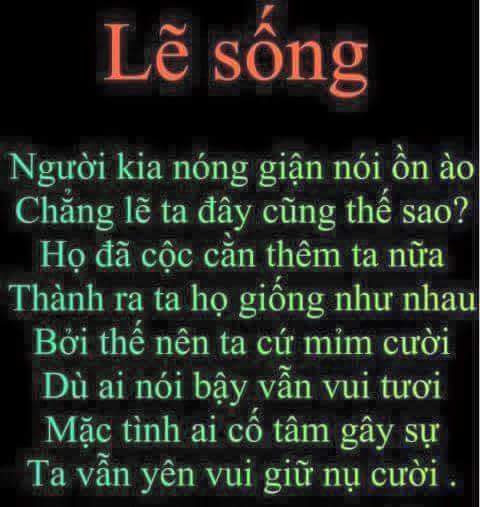 Lẽ sống
Người kia nóng giận nói ồn ào
Chẳng lẽ ta đây cũng thế sao?
Họ đã cộc cằn thêm ta nữa
Thành ra ta họ giống như nhau
Bởi thế nên ta cứ mỉm cười
Dù ai nói bậy vẫn vui tươi
Mặc tình ai cố tâm gây sự
Ta vẫn yên vui giữ nụ cười .